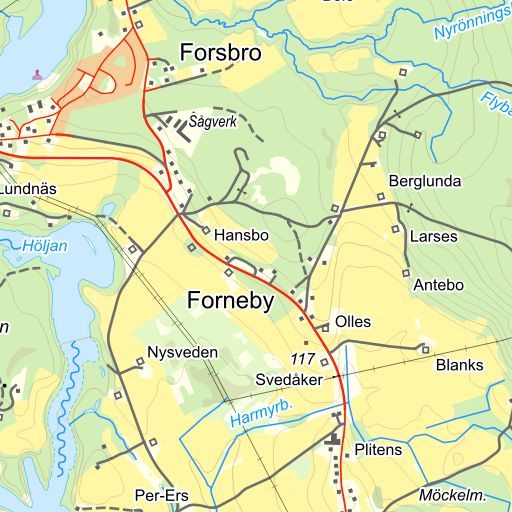 Nyrönnings
Forsbro
Flyba
Sågverk
Berglunda
Lundnäs
Larses
Hansbo
Höljan
Antebo
Forneby
Olles
Nysveden
117
Blanks
Svedåker
Harmyrb.
Plitens
Per-Ers
Möckelm.